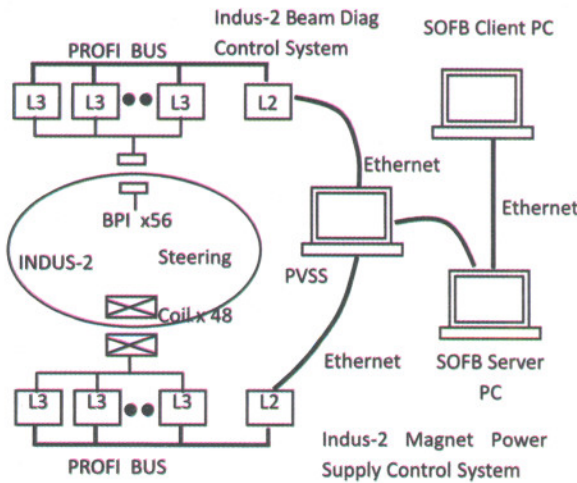 Indus-2 Beam Diag
Control System
SOFB Client PC
PROFI BUS
L3 L3 L3 L2
Ethernet
Ethernet
BPI x56
INDUS-2
Steering
Coil x 48
PVSS
SOFB Server
PC
Ethernet
L3 L3 L3 L2
PROFI BUS
Indus-2 Magnet Power
Supply Control System